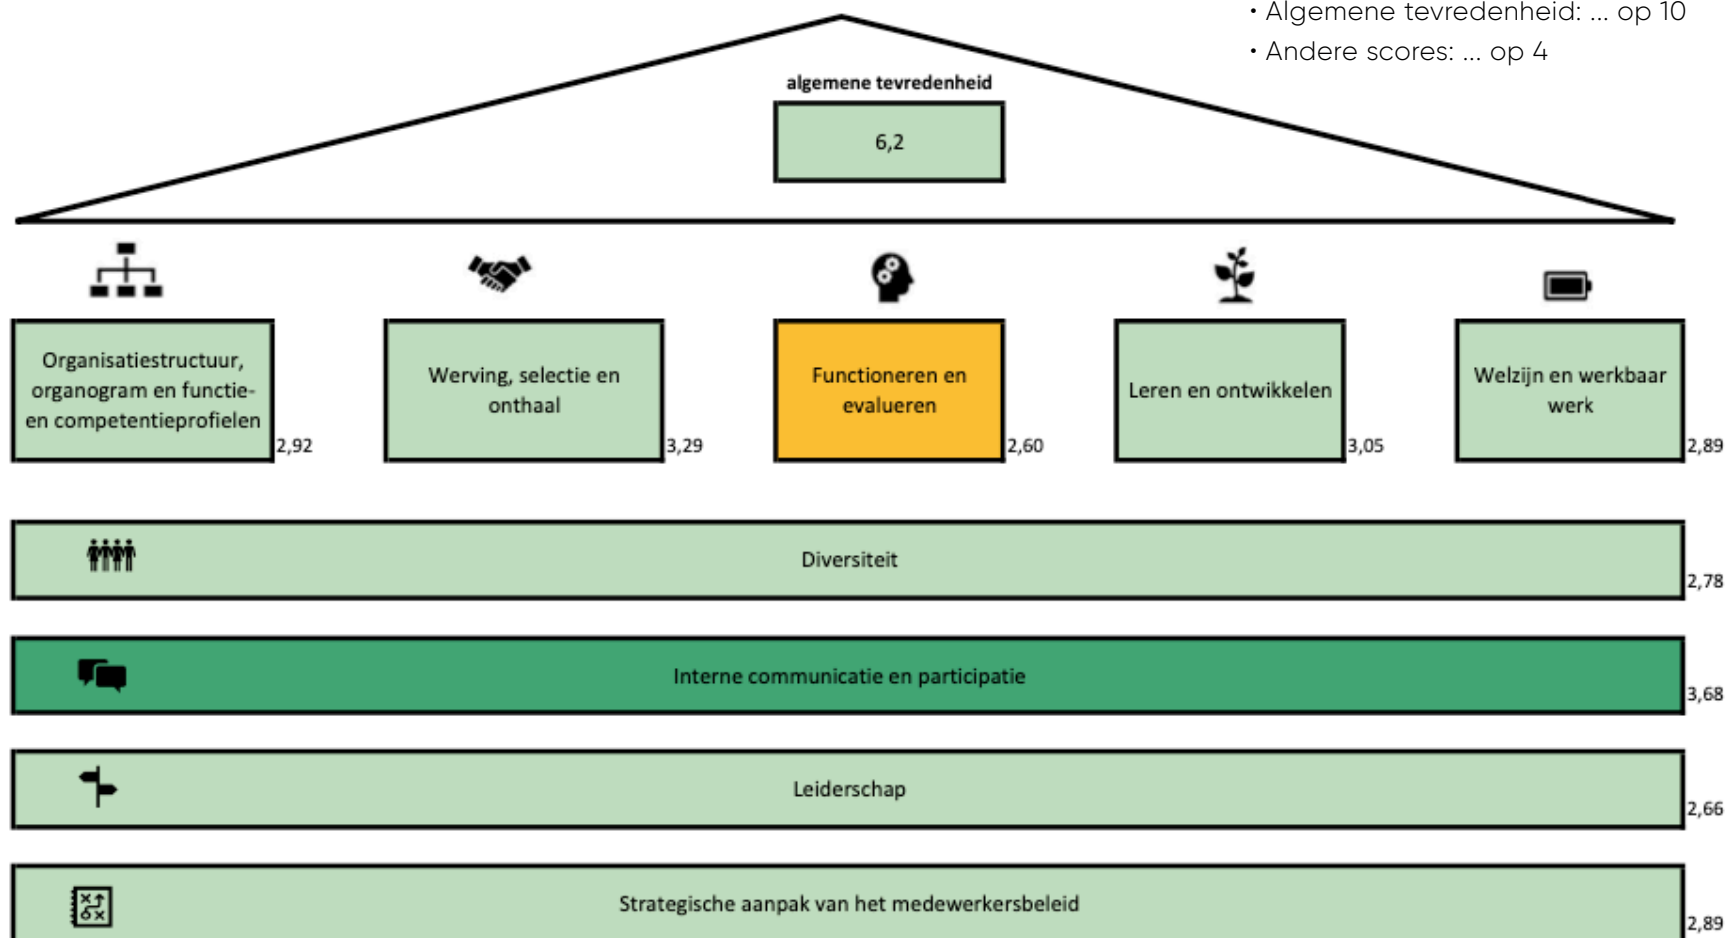 • Algemene tevredenheid: ... op 10
• Andere scores: ... op 4
algemene tevredenheid
6,2
Organisatiestructuur,
organogram en functie-
en competentieprofielen
2,92
Werving, selectie en
onthaal
3,29
Functioneren en
evalueren
2,60
Leren en ontwikkelen
3,05
Welzijn en werkbaar
werk
2,89
Diversiteit
2,78
Interne communicatie en participatie
3,68
Leiderschap
2,66
Strategische aanpak van het medewerkersbeleid
2,89